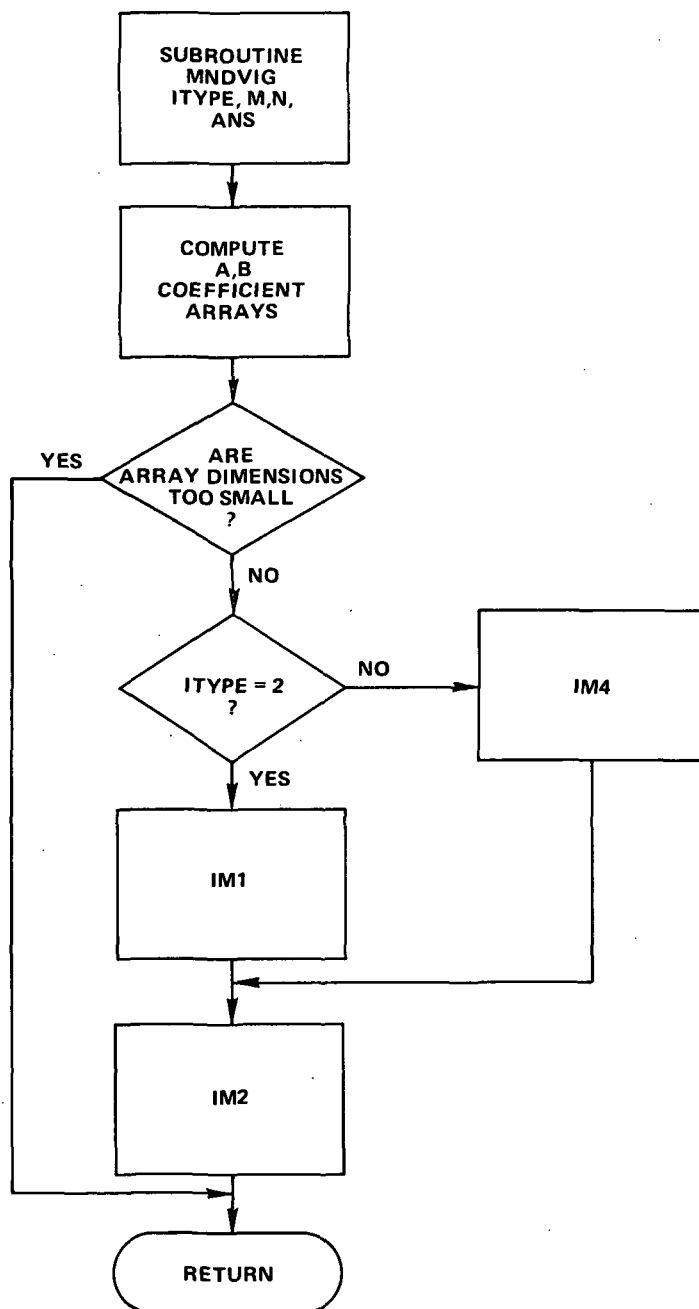 SUBROUTINE
MNDVIG
ITYPE, M,N,
ANS
COMPUTE
A,B
COEFFICIENT
ARRAYS
YES
ARE
ARRAY DIMENSIONS
TOO SMALL
?
NO
ITYPE = 2
?
NO
IM4
YES
IM1
IM2
RETURN